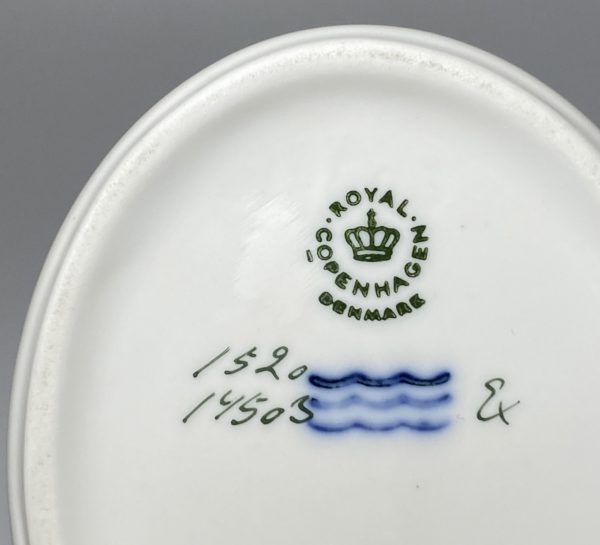 ROYAL
COPENHAGEN
DENMARK
1520
14503
Ex